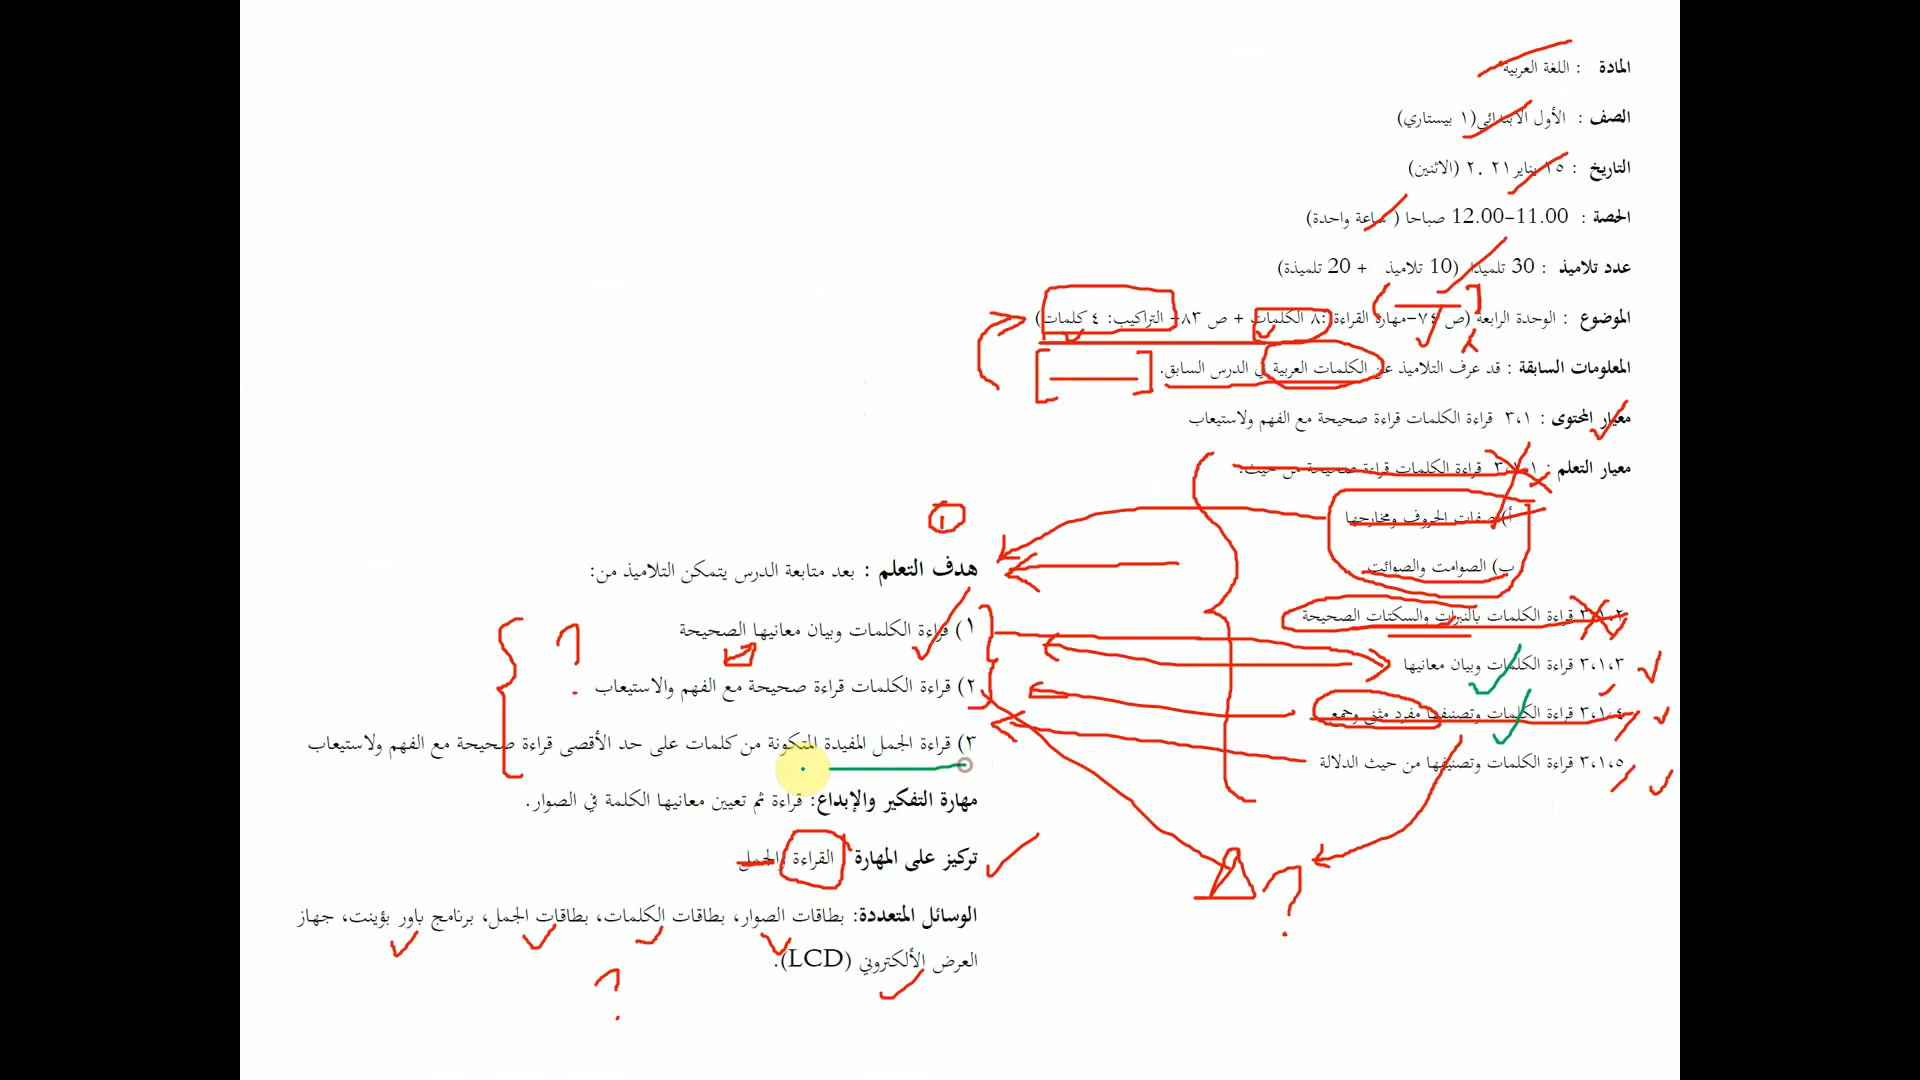 المادة : اللغة العربية
الصف : الأول الابتدائي(١ بيستاري)
التاريخ : ٢٥ يناير ٢٠٢١ (الاثنين)
الحصة : 11.00-12.00 صباحا ( ساعة واحدة)
عدد تلاميذ : 30 تلميذا (10 تلاميذ + 20 تلميذة)
الموضوع : الوحدة الرابعة (ص ٧٤-مهارة القراءة :٨ الكلمات + ص ٨٣- التراكيب: ٤ كلمات)
المعلومات السابقة : قد عرف التلاميذ عن الكلمات العربية في الدرس السابق.
معيار المحتوى : ٣،١ قراءة الكلمات قراءة صحيحة مع الفهم ولاستيعاب
معيار التعلم : ٣،١،١ قراءة الكلمات قراءة صحيحة من حيث:
أ) صفات الحروف ومخارجها
ب) الصوامت والصوائت
٣،١،٢ قراءة الكلمات بالنبرات والسكتات الصحيحة
٣،١،٣ قراءة الكلمات وبيان معانيها
٣،١،٤ قراءة الكلمات وتصنيفها مفرد مثنى وجمع
٣،١،٥ قراءة الكلمات وتصنيفها من حيث الدلالة
١
هدف التعلم : بعد متابعة الدرس يتمكن التلاميذ من:
١) قراءة الكلمات وبيان معانيها الصحيحة
٢) قراءة الكلمات قراءة صحيحة مع الفهم والاستيعاب
٣) قراءة الجمل المفيدة المتكونة من كلمات على حد الأقصى قراءة صحيحة مع الفهم ولاستيعاب
مهارة التفكير والإبداع: قراءة ثم تعيين معانيها الكلمة في الصوار.
تركيز على المهارة القراءة الجمل
الوسائل المتعددة: بطاقات الصوار، بطاقات الكلمات، بطاقات الجمل، برنامج باور بؤينت، جهاز
العرض الألكتروني (LCD).